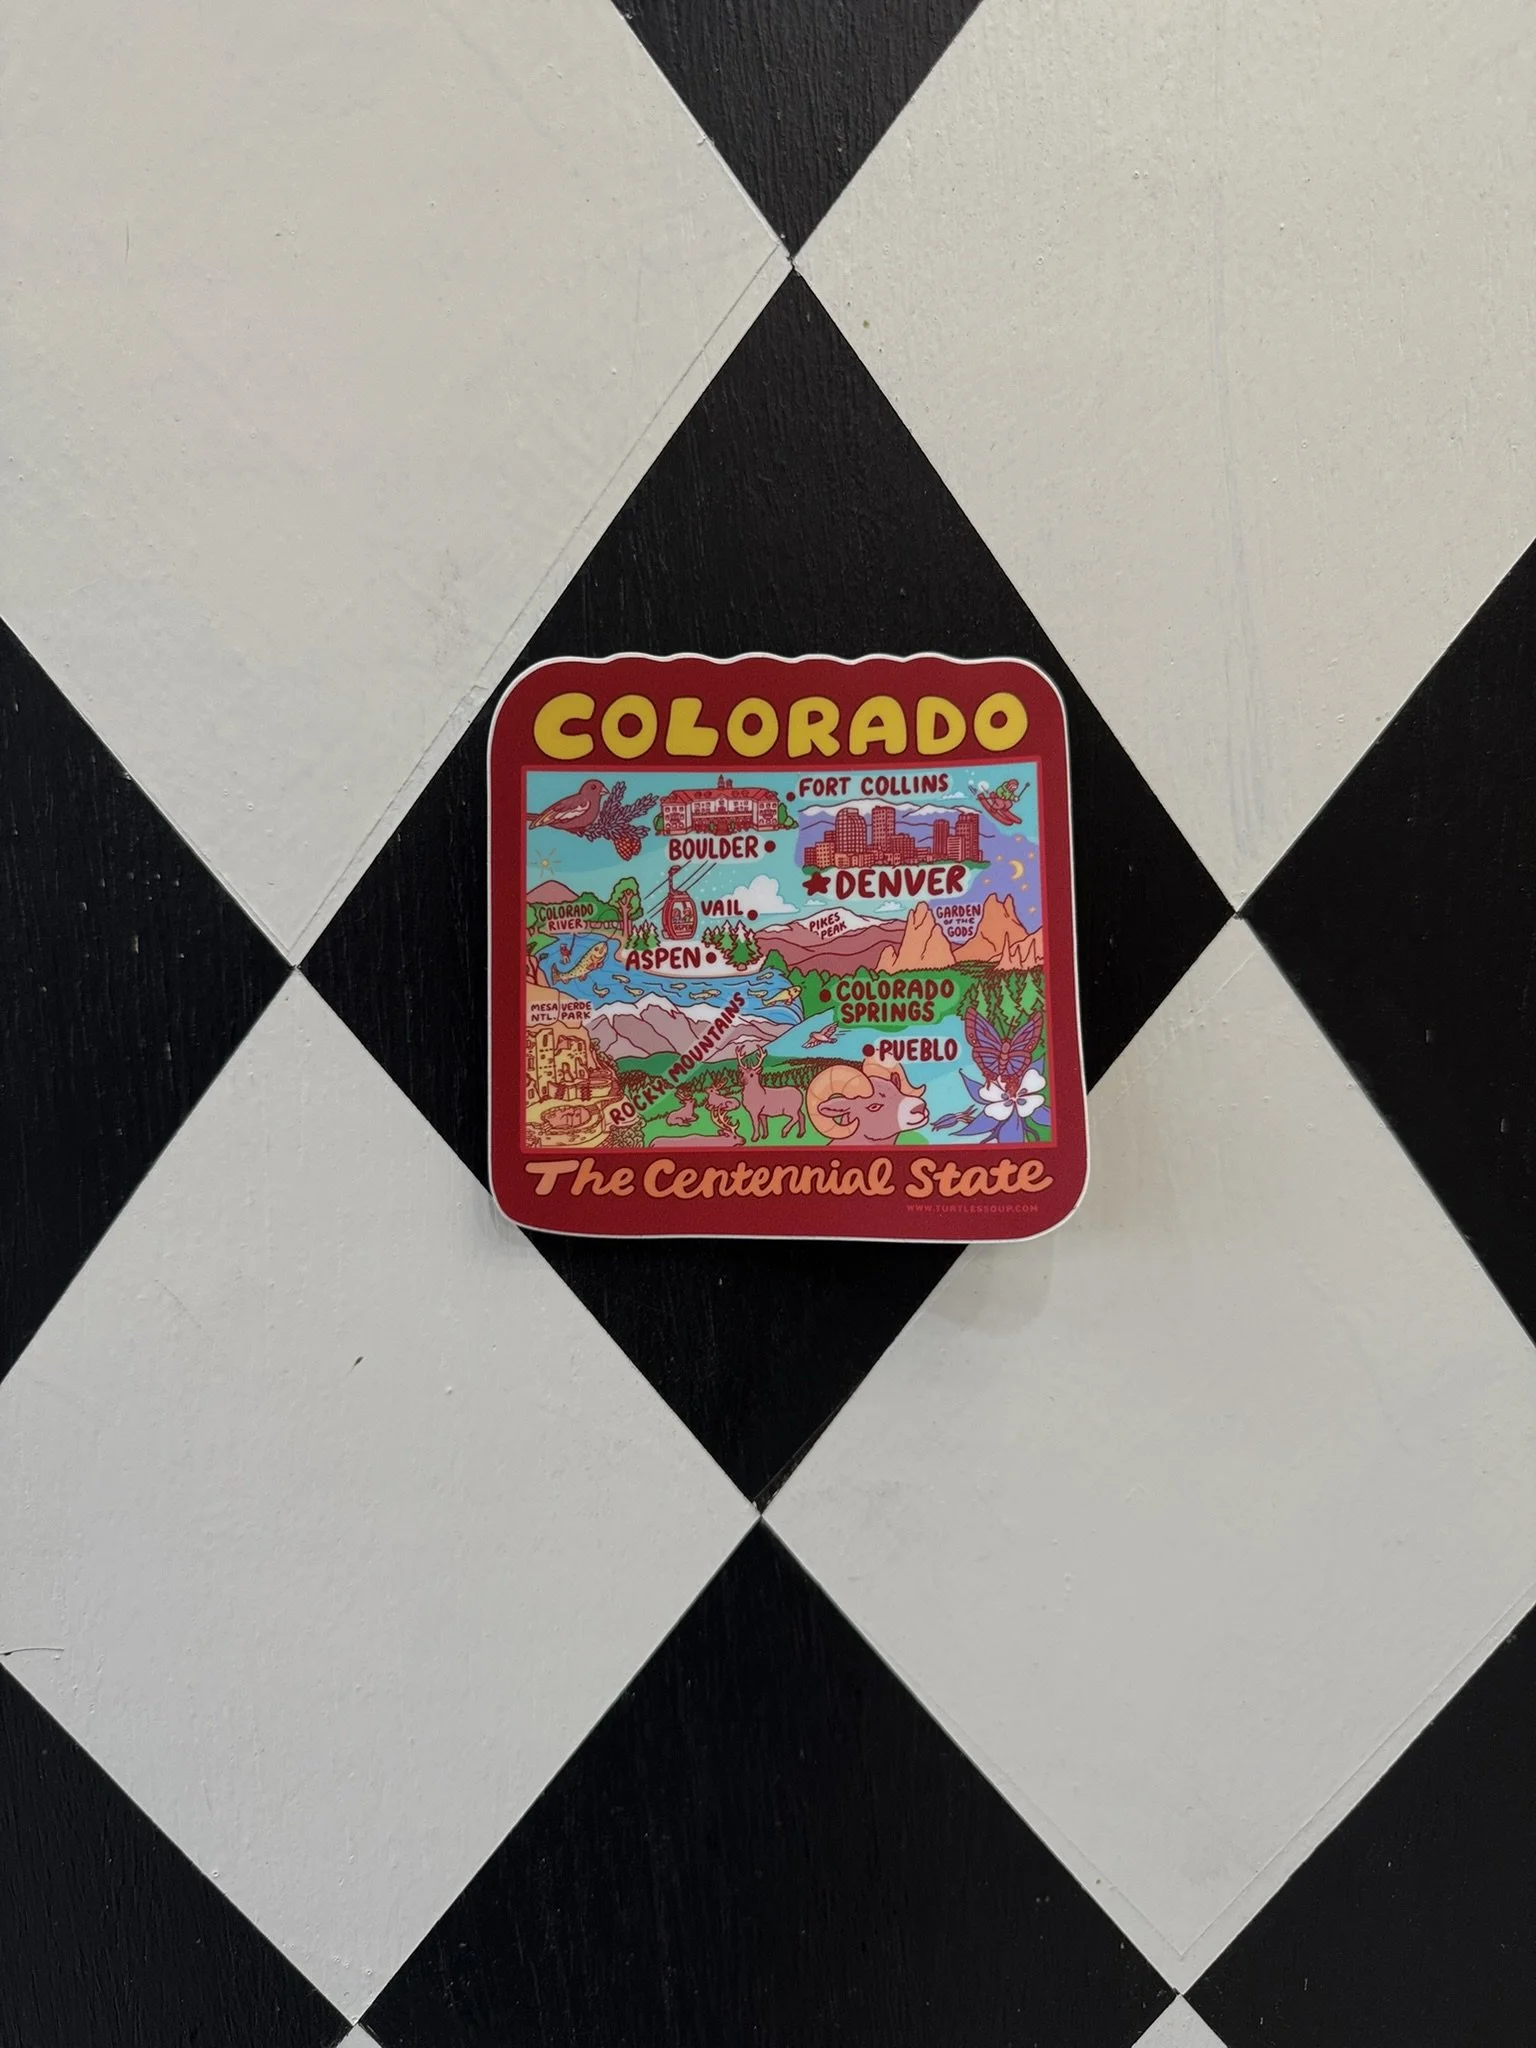 COLORADO
FORT COLLINS
BOULDER
DENVER
COLORADO
RIVER
VAIL
ASPEN
ASPEN
PIKES
PEAK
GARDEN
OF THE
GODS
COLORADO
SPRINGS
MESA VERDE
NTL. PARK
ROCKY MOUNTAINS
PUEBLO
The Centennial State
WWW.TURTLESSOUP.COM